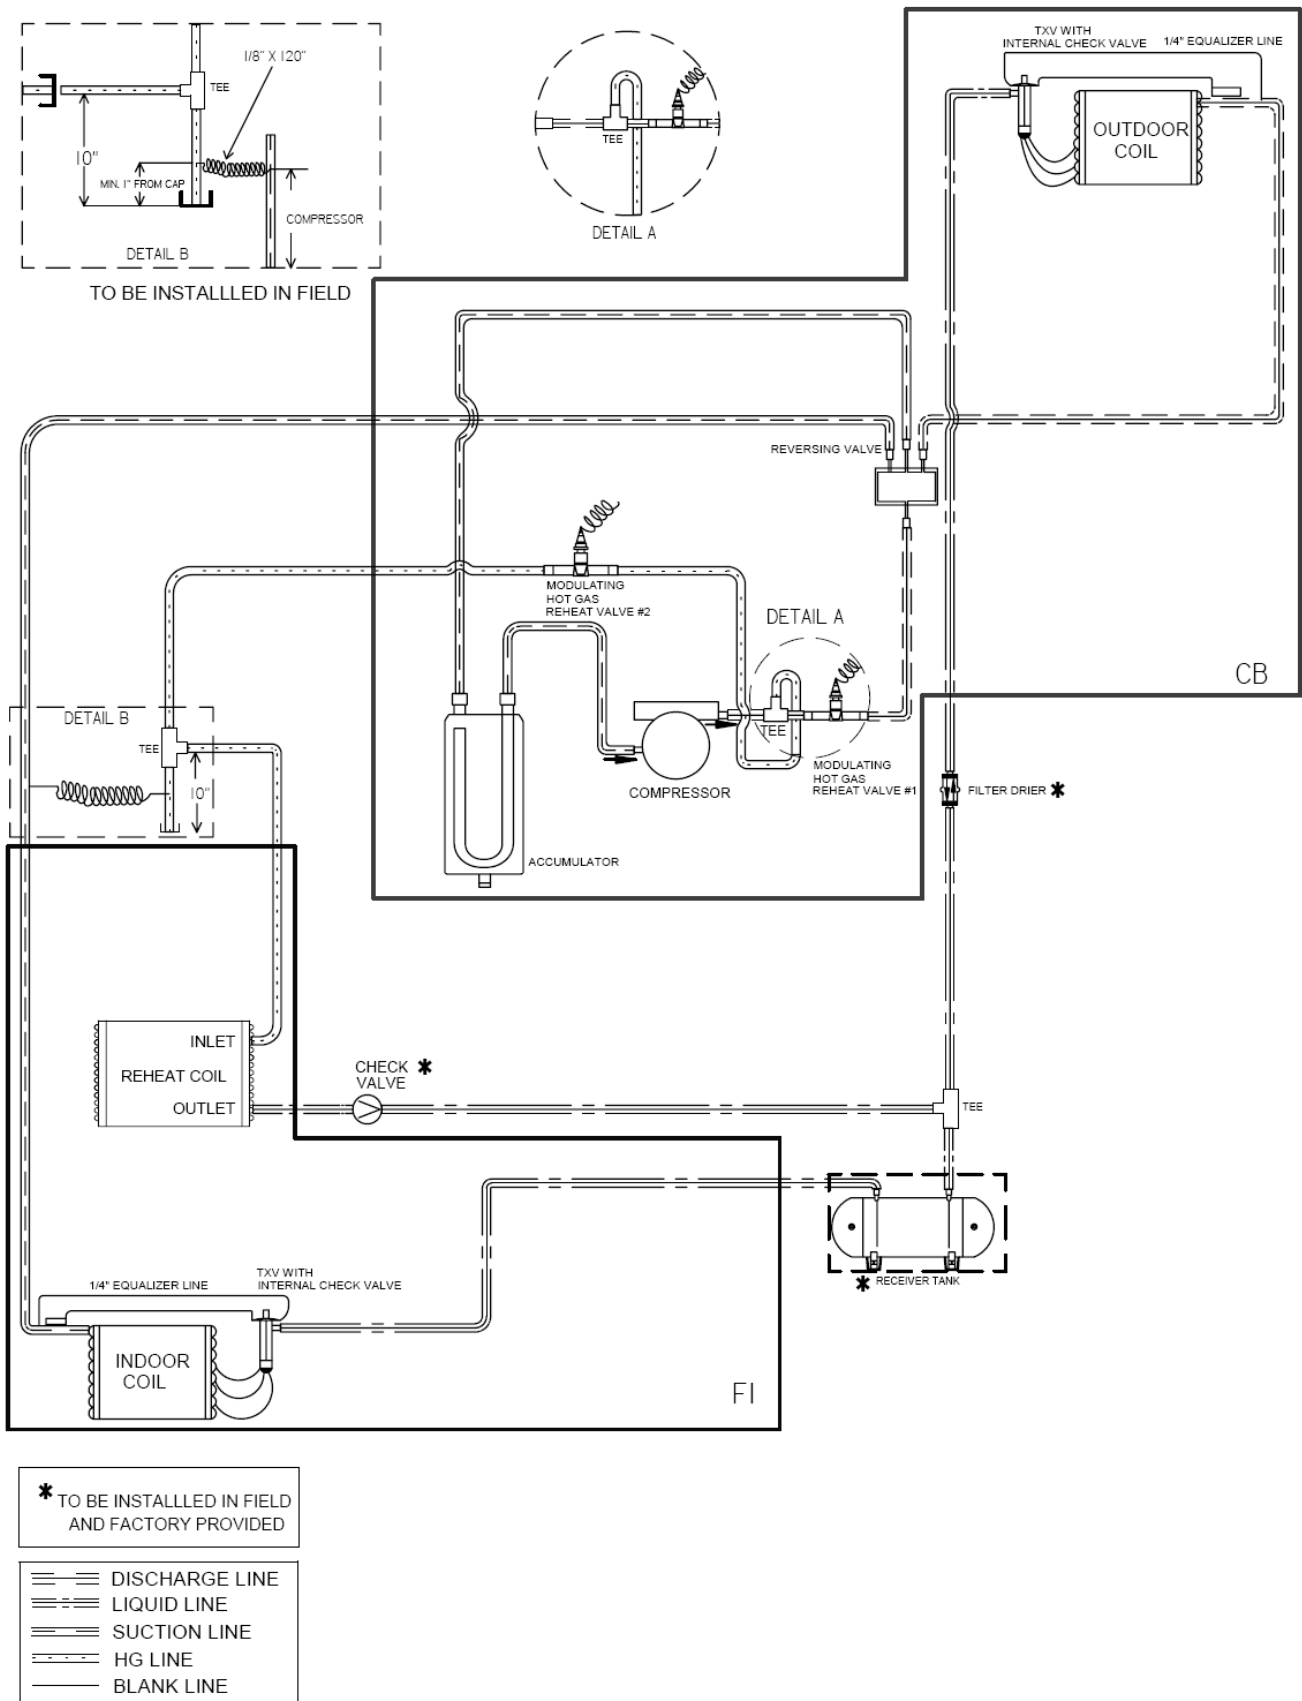 1/8" X 120"
TEE
10"
MIN. 1" FROM CAP
COMPRESSOR
DETAIL B
TO BE INSTALLLED IN FIELD
TEE
DETAIL A
TXV WITH
INTERNAL CHECK VALVE
1/4" EQUALIZER LINE
OUTDOOR
COIL
REVERSING VALVE
MODULATING
HOT GAS
REHEAT VALVE #2
DETAIL A
TEE
MODULATING
HOT GAS
REHEAT VALVE #1
COMPRESSOR
ACCUMULATOR
CB
FILTER DRIER *
DETAIL B
TEE
10"
INLET
REHEAT COIL
OUTLET
CHECK *
VALVE
TEE
* RECEIVER TANK
1/4" EQUALIZER LINE
TXV WITH
INTERNAL CHECK VALVE
INDOOR
COIL
FI
* TO BE INSTALLLED IN FIELD
AND FACTORY PROVIDED
DISCHARGE LINE
LIQUID LINE
SUCTION LINE
HG LINE
BLANK LINE